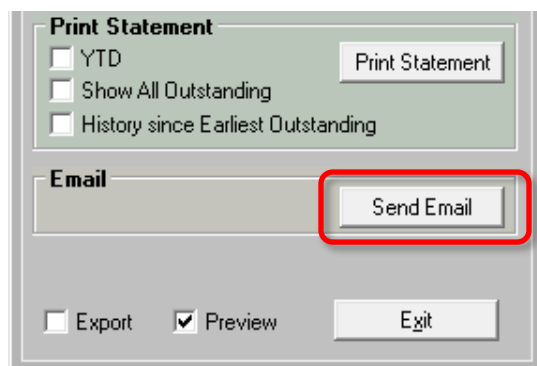 Print Statement
YTD
Print Statement
Show All Outstanding
History since Earliest Outstanding
Email
Send Email
Export
Preview
Exit